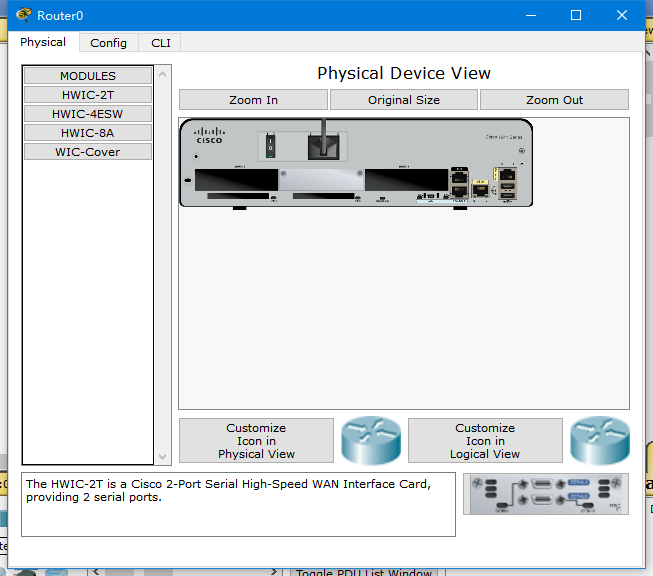 Router0
Physical
Config
CLI
MODULES
HWIC-2T
HWIC-4ESW
HWIC-8A
WIC-Cover
Physical Device View
Zoom In
Original Size
Zoom Out
CISCO
Customize
Icon in
Physical View
Customize
Icon in
Logical View
The HWIC-2T is a Cisco 2-Port Serial High-Speed WAN Interface Card,
providing 2 serial ports.
Toggle PDU List Window